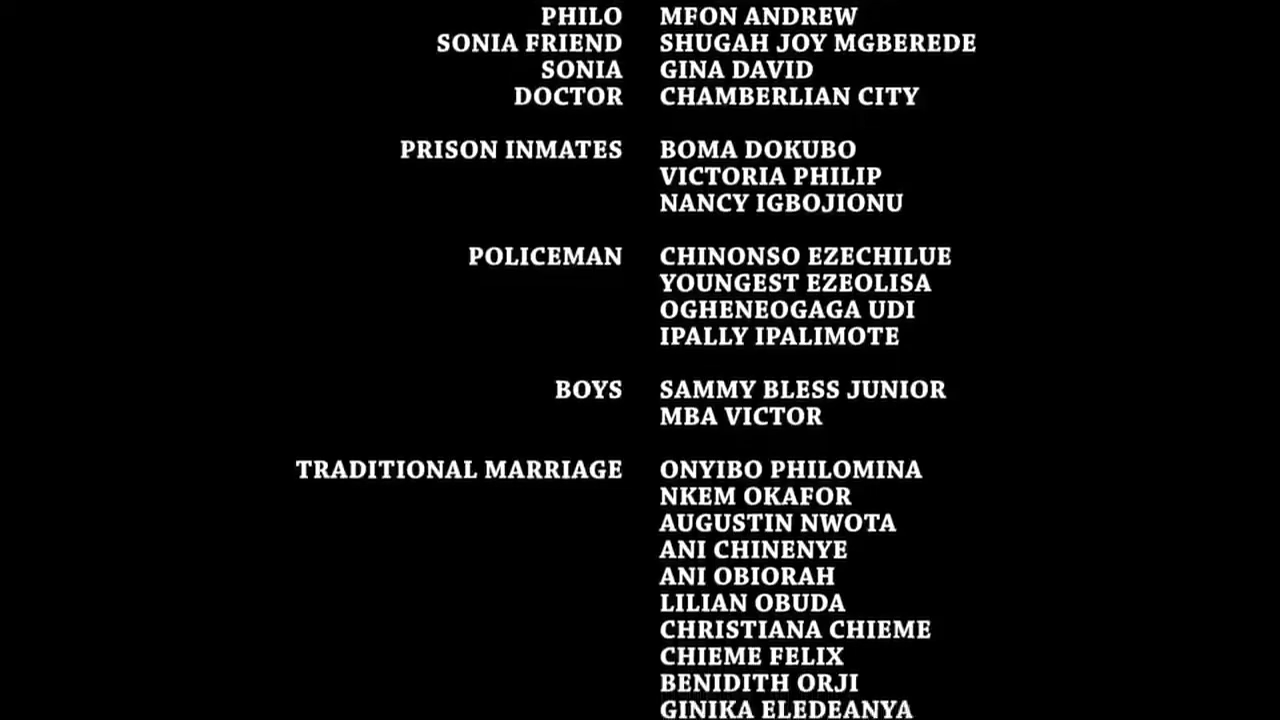 PHILO MFON ANDREW
SONIA FRIEND SHUGAH JOY MGBEREDE
SONIA GINA DAVID
DOCTOR CHAMBERLIAN CITY
PRISON INMATES BOMA DOKUBO
VICTORIA PHILIP
NANCY IGBOJIONU
POLICEMAN CHINONSO EZECHILUE
YOUNGEST EZEOLISA
OGHENEOGAGA UDI
IPALLY IPALIMOTE
BOYS SAMMY BLESS JUNIOR
MBA VICTOR
TRADITIONAL MARRIAGE ONYIBO PHILOMINA
NKEM OKAFOR
AUGUSTIN NWOTA
ANI CHINENYE
ANI OBIORAH
LILIAN OBUDA
CHRISTIANA CHIEME
CHIEME FELIX
BENIDITH ORJI
GINIKA ELEDEANYA